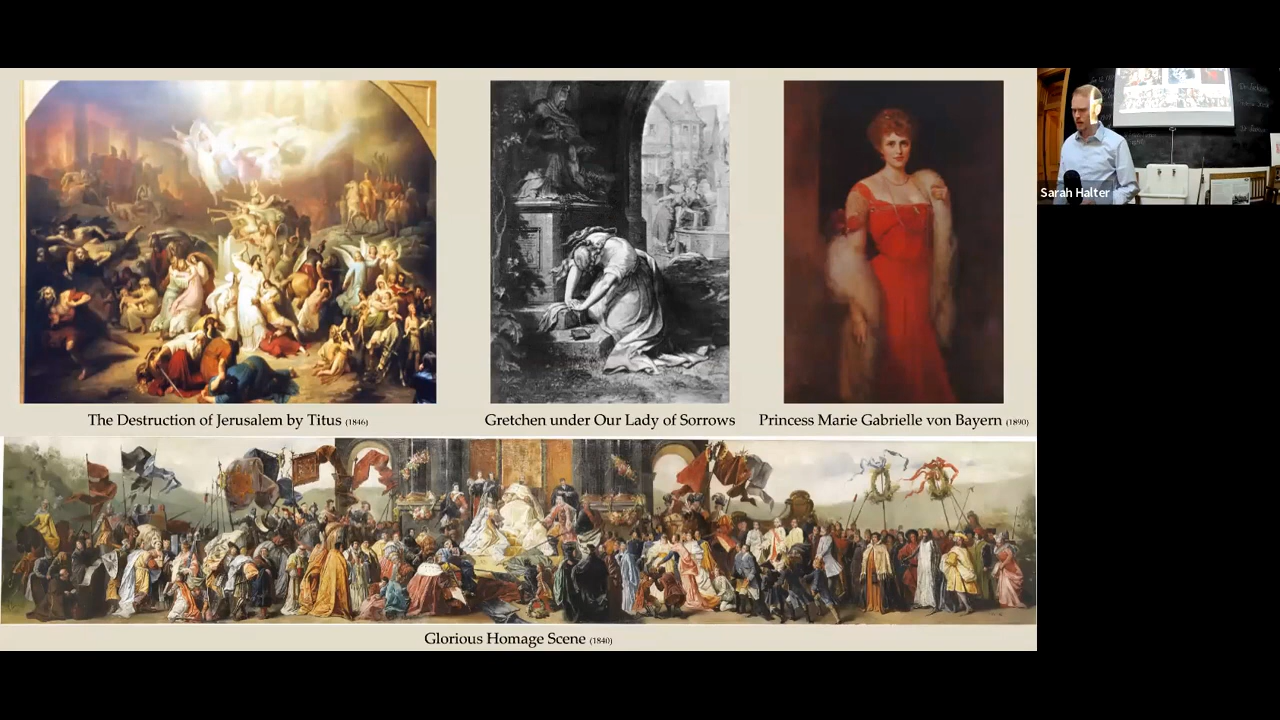 Sarah Halter
The Destruction of Jerusalem by Titus (1846)
Gretchen under Our Lady of Sorrows
Princess Marie Gabrielle von Bayern (1890)
Glorious Homage Scene (1840)